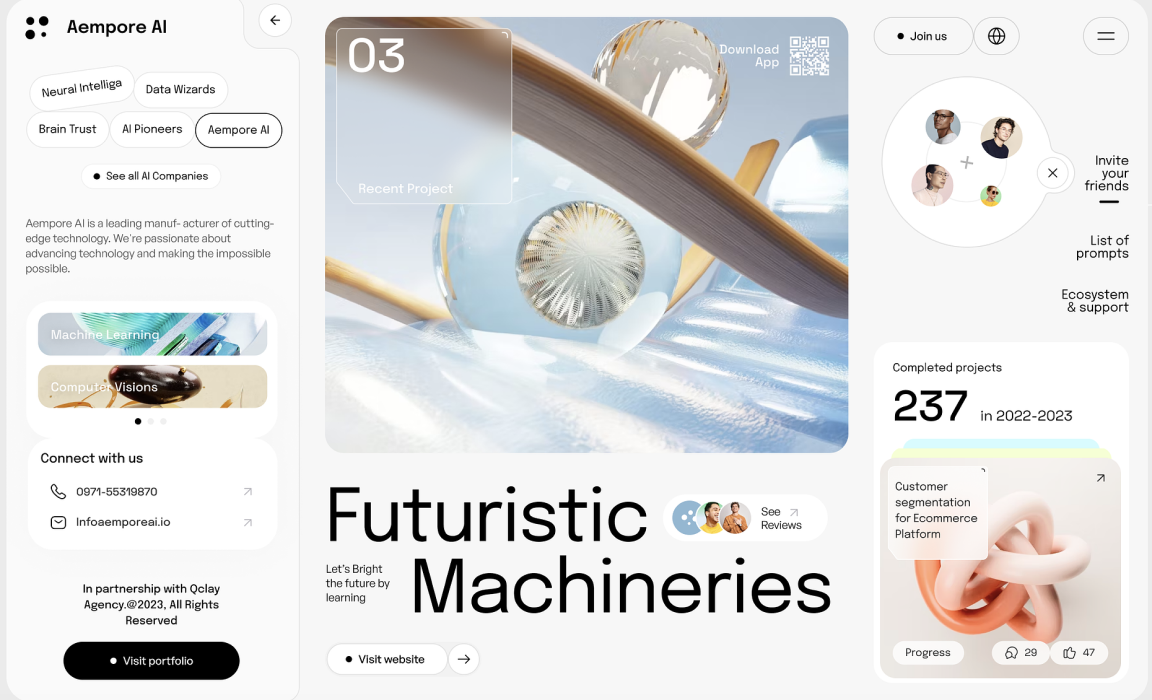 Aempore AI
Neural Intelliga
Data Wizards
Brain Trust
AI Pioneers
Aempore AI
See all AI Companies
Aempore AI is a leading manuf- acturer of cutting-
edge technology. We're passionate about
advancing technology and making the impossible
possible.
Machine Learning
Computer Visions
Connect with us
0971-55319870
Infoaemporeai.io
In partnership with Qclay
Agency.@2023, All Rights
Reserved
Visit portfolio
03
Recent Project
Download
App
Futuristic
See
Reviews
Let's Bright
the future by
learning
Machineries
Visit website
Join us
Invite
your
friends
List of
prompts
Ecosystem
& support
Completed projects
237 in 2022-2023
Customer
segmentation
for Ecommerce
Platform
Progress
29
47